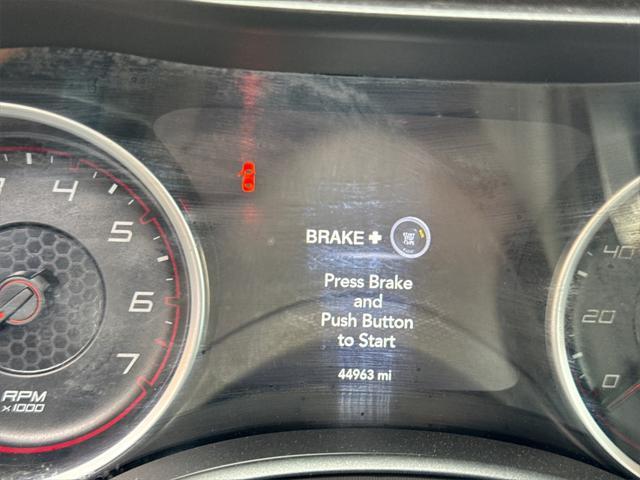 4
5
6
7
RPM
x1000
BRAKE +
Press Brake
and
Push Button
to Start
44963 mi
40
20
0